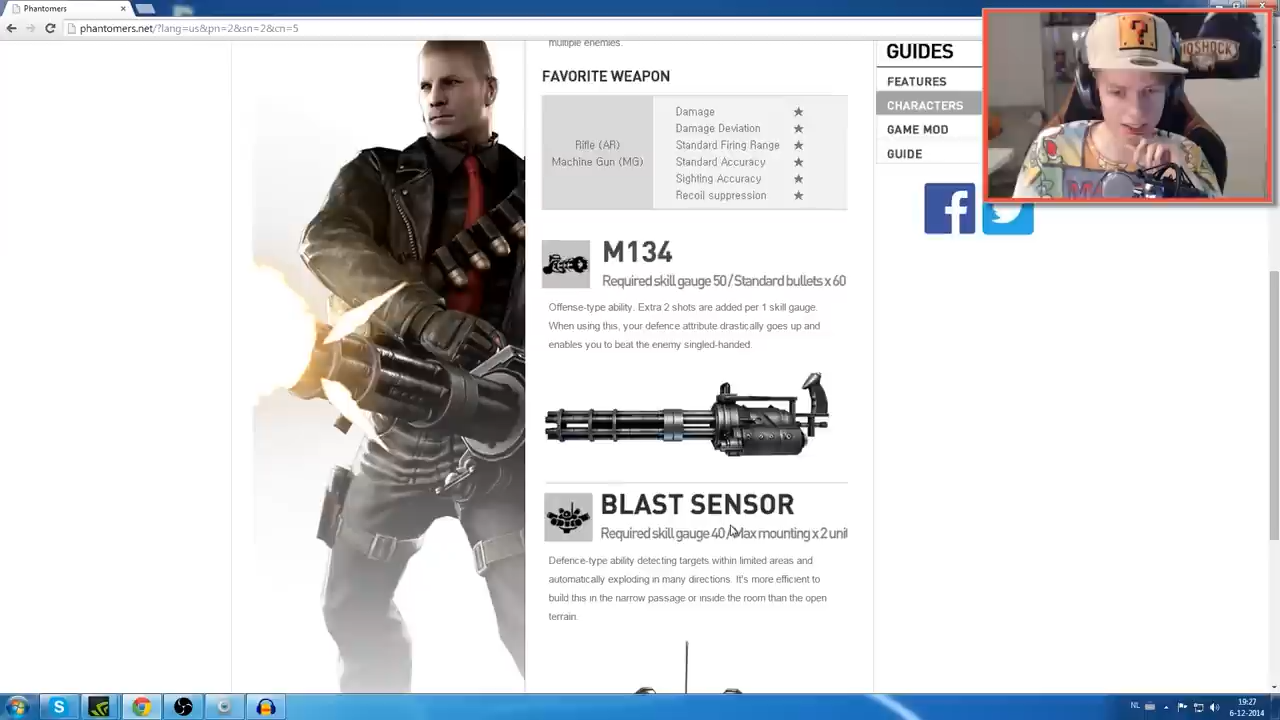 Phantomers
phantomers.net/?lang=us&pn=2&sn=2&cn=5
multiple enemies.
FAVORITE WEAPON
Rifle (AR)
Machine Gun (MG)
Damage ★
Damage Deviation ★
Standard Firing Range ★
Standard Accuracy ★
Sighting Accuracy ★
Recoil suppression ★
M134
Required skill gauge 50 / Standard bullets x 60
Offense-type ability. Extra 2 shots are added per 1 skill gauge.
When using this, your defence attribute drastically goes up and
enables you to beat the enemy singled-handed.
BLAST SENSOR
Required skill gauge 40 / Max mounting x 2 unit
Defence-type ability detecting targets within limited areas and
automatically exploding in many directions. It's more efficient to
build this in the narrow passage or inside the room than the open
terrain.
GUIDES
FEATURES
CHARACTERS
GAME MOD
GUIDE
f
?
NL
19:27
6-12-2014